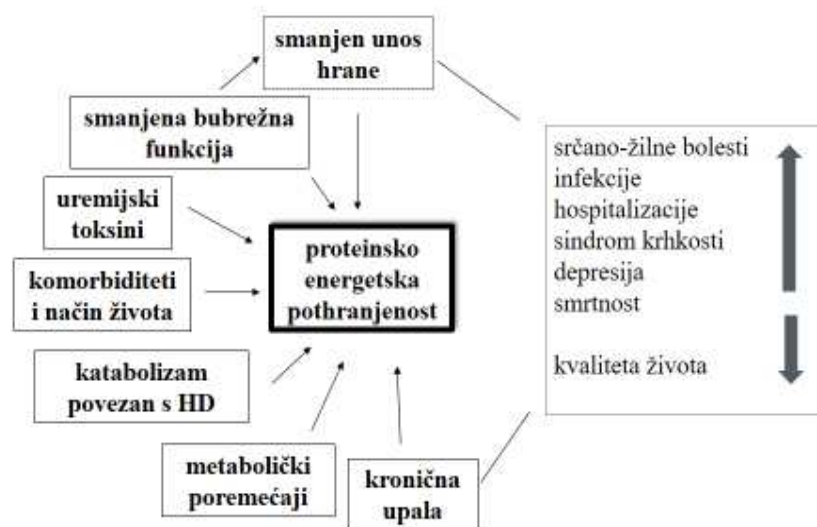 smanjen unos
hrane
smanjena bubrežna
funkcija
uremijski
toksini
komorbiditeti
i način života
katabolizam
povezan s HD
metabolički
poremećaji
kronična
upala
proteinsko
energetska
pothranjenost
srčano-žilne bolesti
infekcije
hospitalizacije
sindrom krhkosti
depresija
smrtnost
kvaliteta života